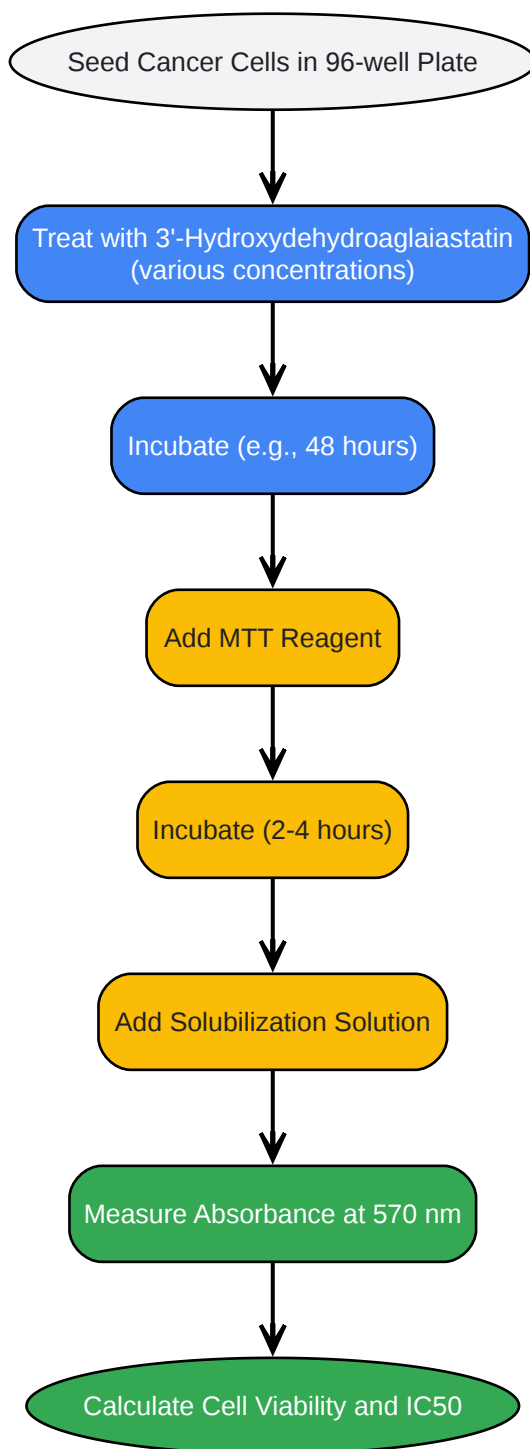 Seed Cancer Cells in 96-well Plate
Treat with 3'-Hydroxydehydroaglaiastatin
(various concentrations)
Incubate (e.g., 48 hours)
Add MTT Reagent
Incubate (2-4 hours)
Add Solubilization Solution
Measure Absorbance at 570 nm
Calculate Cell Viability and IC50